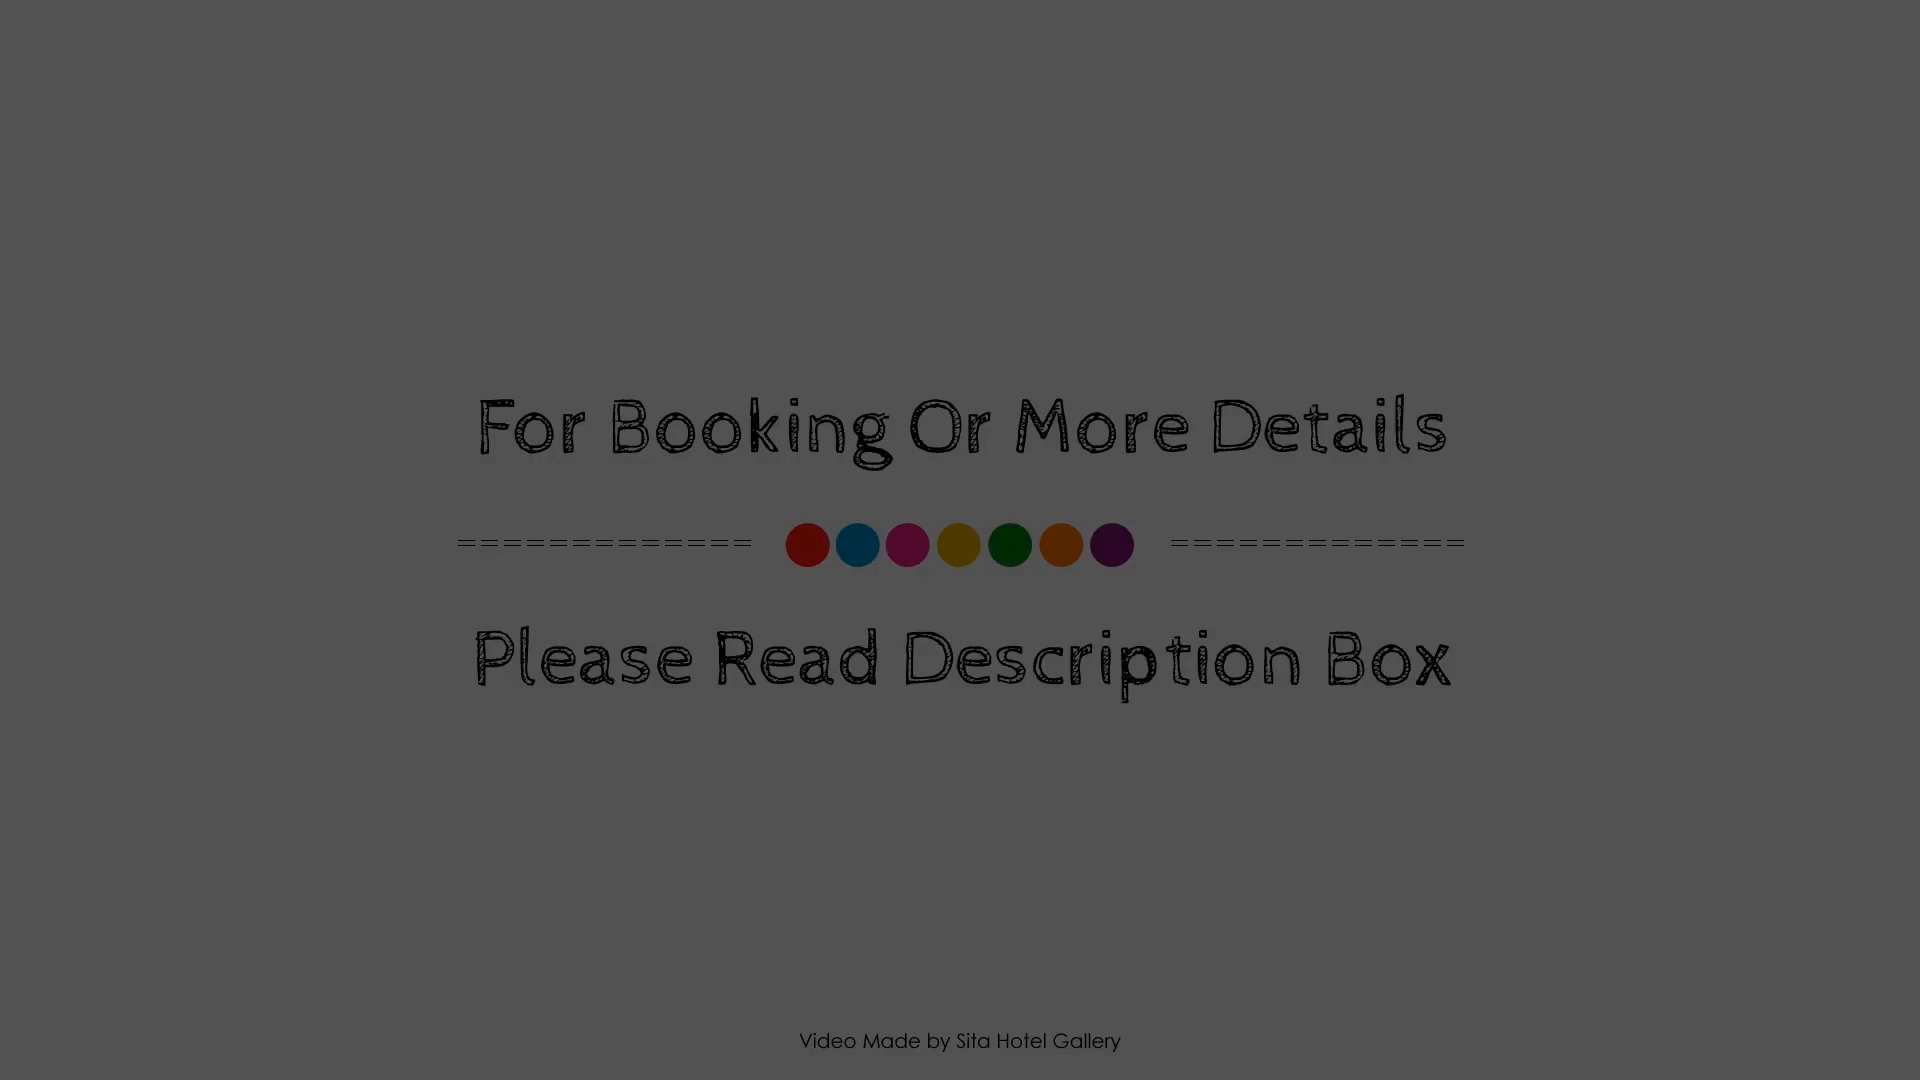 For Booking Or More Details
============= =============
Please Read Description Box
Video Made by Sita Hotel Gallery